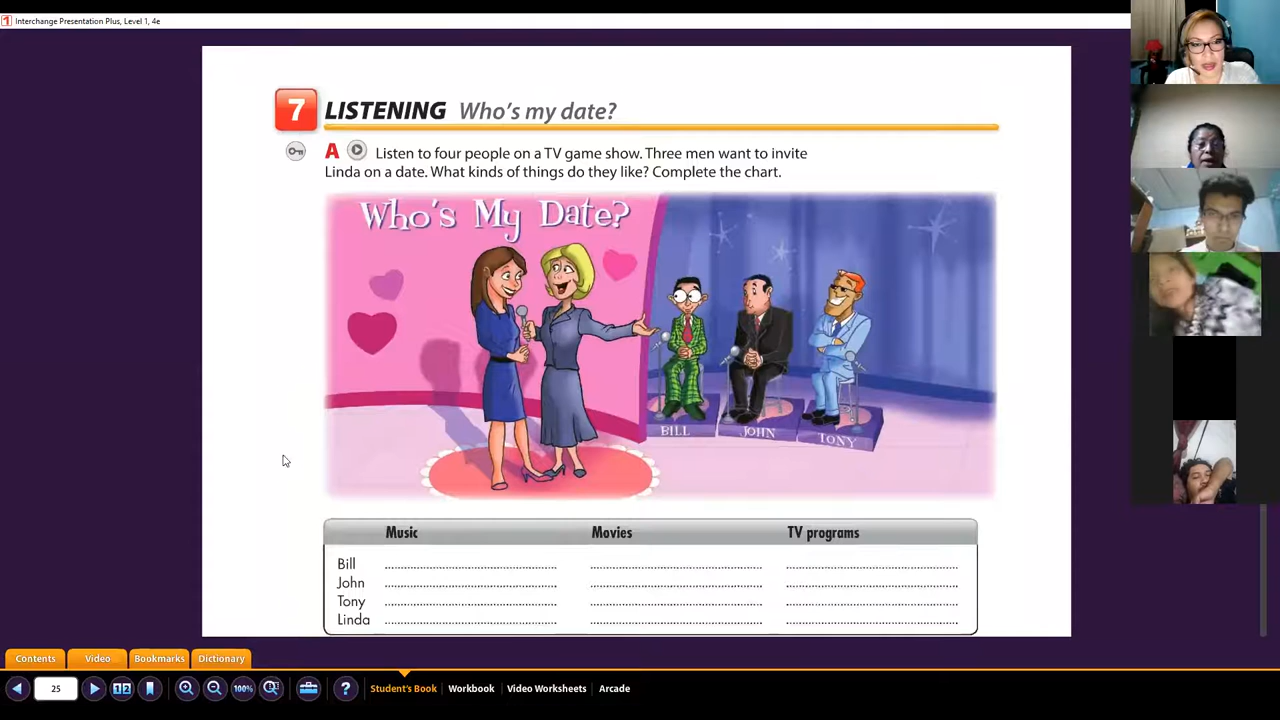 Interchange Presentation Plus, Level 1, 4e
7 LISTENING Who's my date?
A Listen to four people on a TV game show. Three men want to invite
Linda on a date. What kinds of things do they like? Complete the chart.
Who's My Date?
BILL JOHN TONY
Music Movies TV programs
Bill
John
Tony
Linda
Contents Video Bookmarks Dictionary
25 1 2 100% ? Student's Book Workbook Video Worksheets Arcade